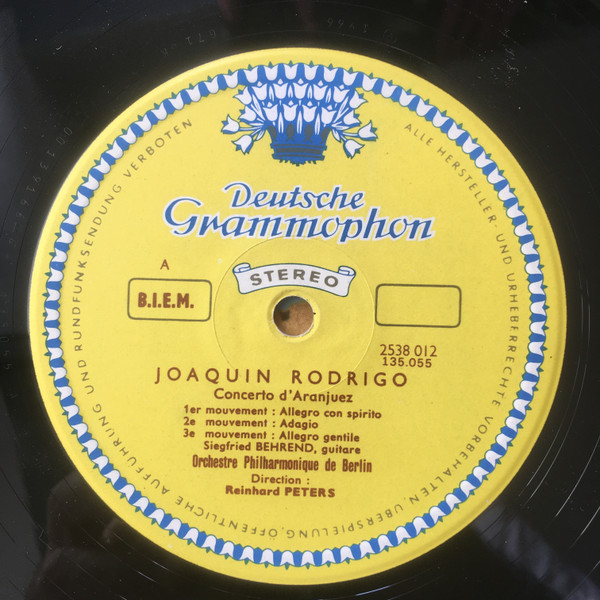 ALLE HERSTELLER- UND URHEBERRECHTE VORBEHALTEN, ÜBERSPIELUNG, ÖFFENTLICHE AUFFÜHRUNG UND RUNDFUNKSENDUNG VERBOTEN
Deutsche
Grammophon
A
STEREO
B.I.E.M.
2538 012
135.055
JOAQUIN RODRIGO
Concerto d'Aranjuez
1er mouvement : Allegro con spirito
2e mouvement : Adagio
3e mouvement : Allegro gentile
Siegfried BEHREND, guitare
Orchestre Philharmonique de Berlin
Direction :
Reinhard PETERS